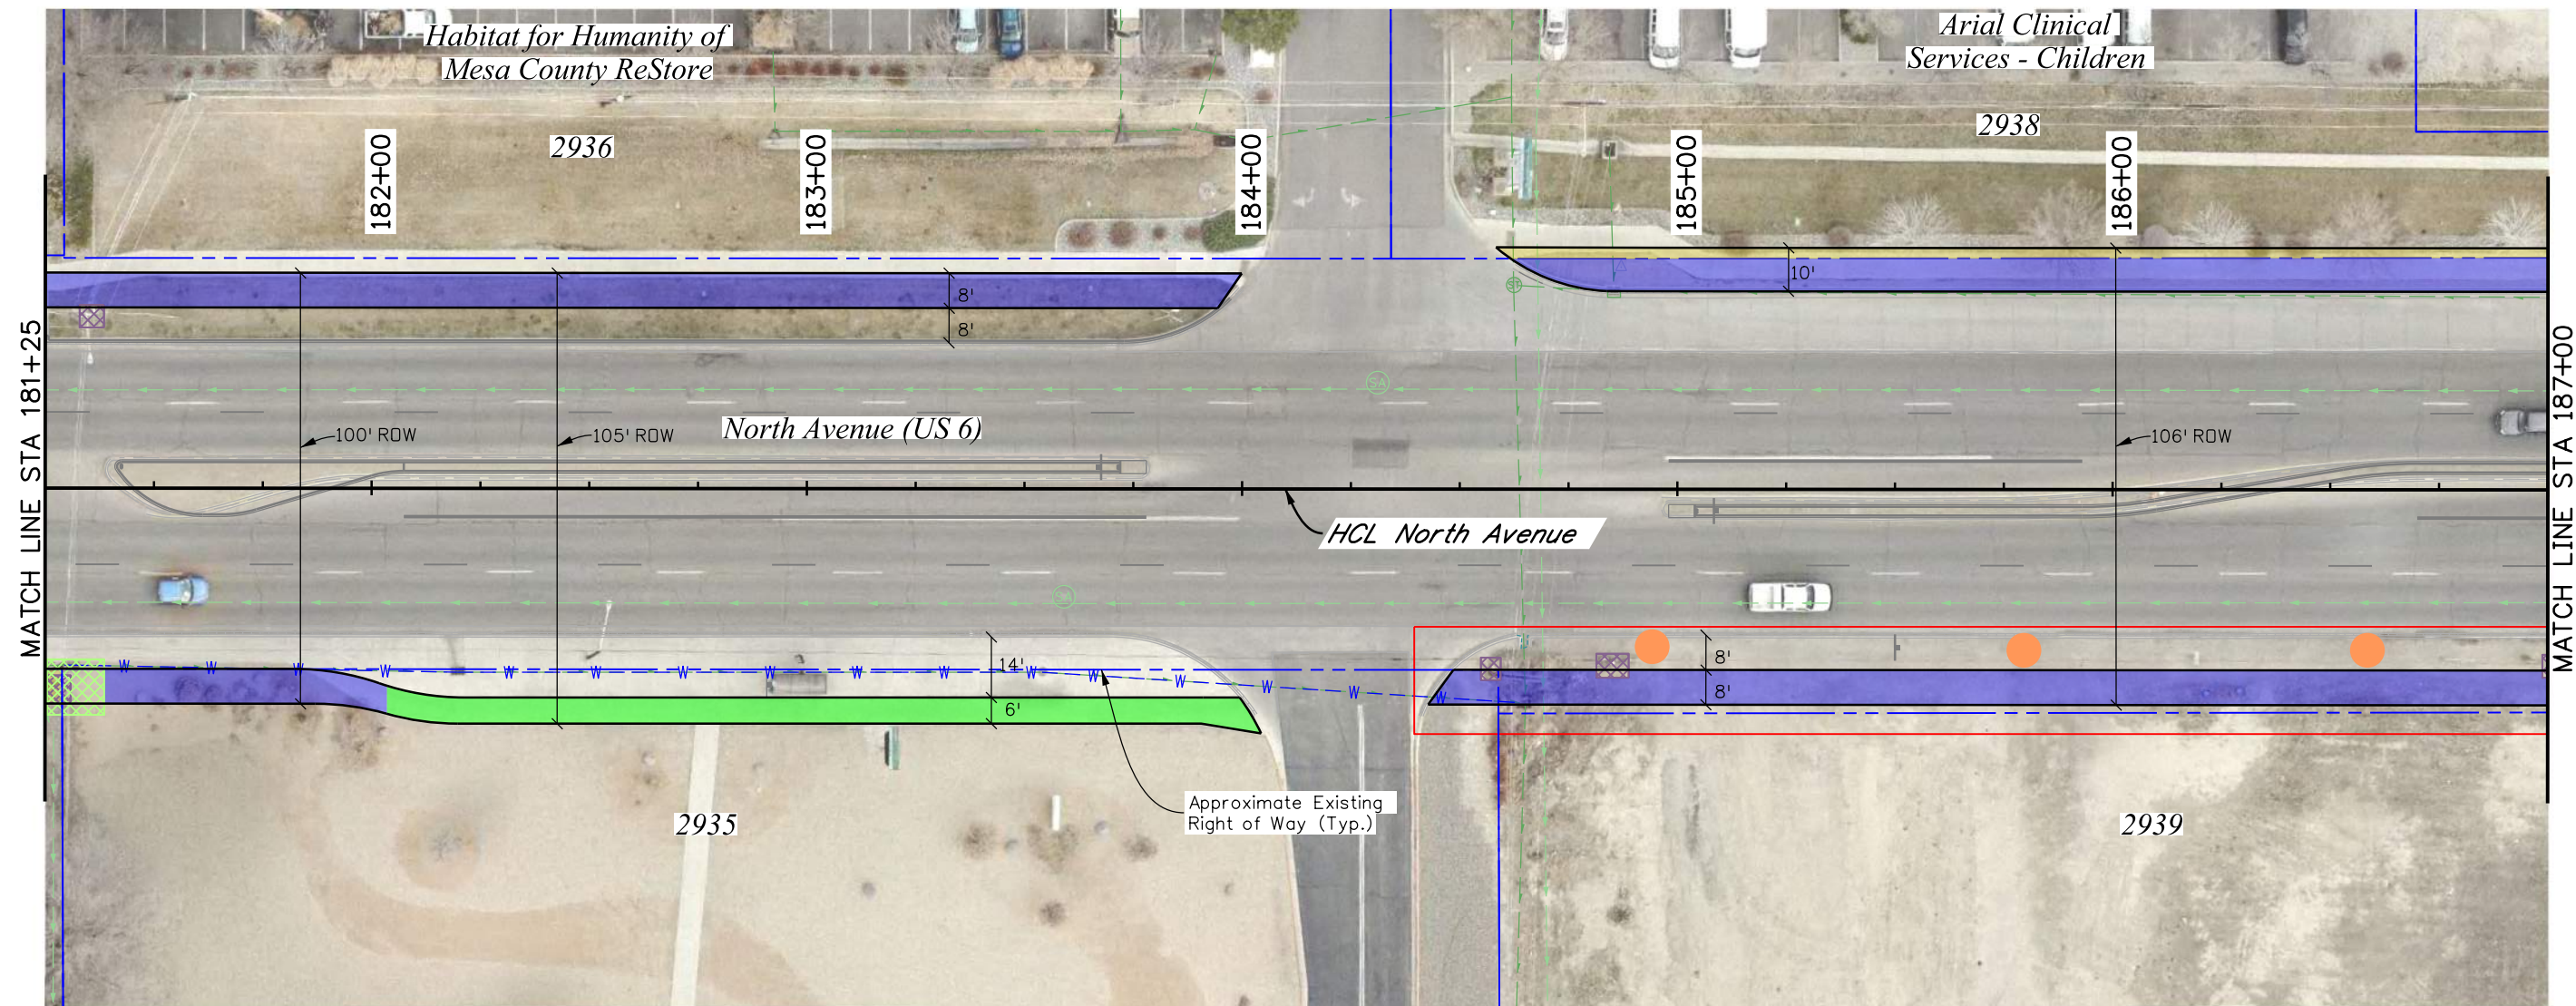 Habitat for Humanity of
Mesa County ReStore
Arial Clinical
Services - Children
2936
2938
182+00
183+00
184+00
185+00
186+00
10'
8'
8'
ST
SA
MATCH LINE STA 181+25
MATCH LINE STA 187+00
100' ROW
105' ROW
North Avenue (US 6)
106' ROW
HCL North Avenue
SA
W W W W W W W W W W W W W W W W
14'
6'
8'
8'
Approximate Existing
Right of Way (Typ.)
2935
2939